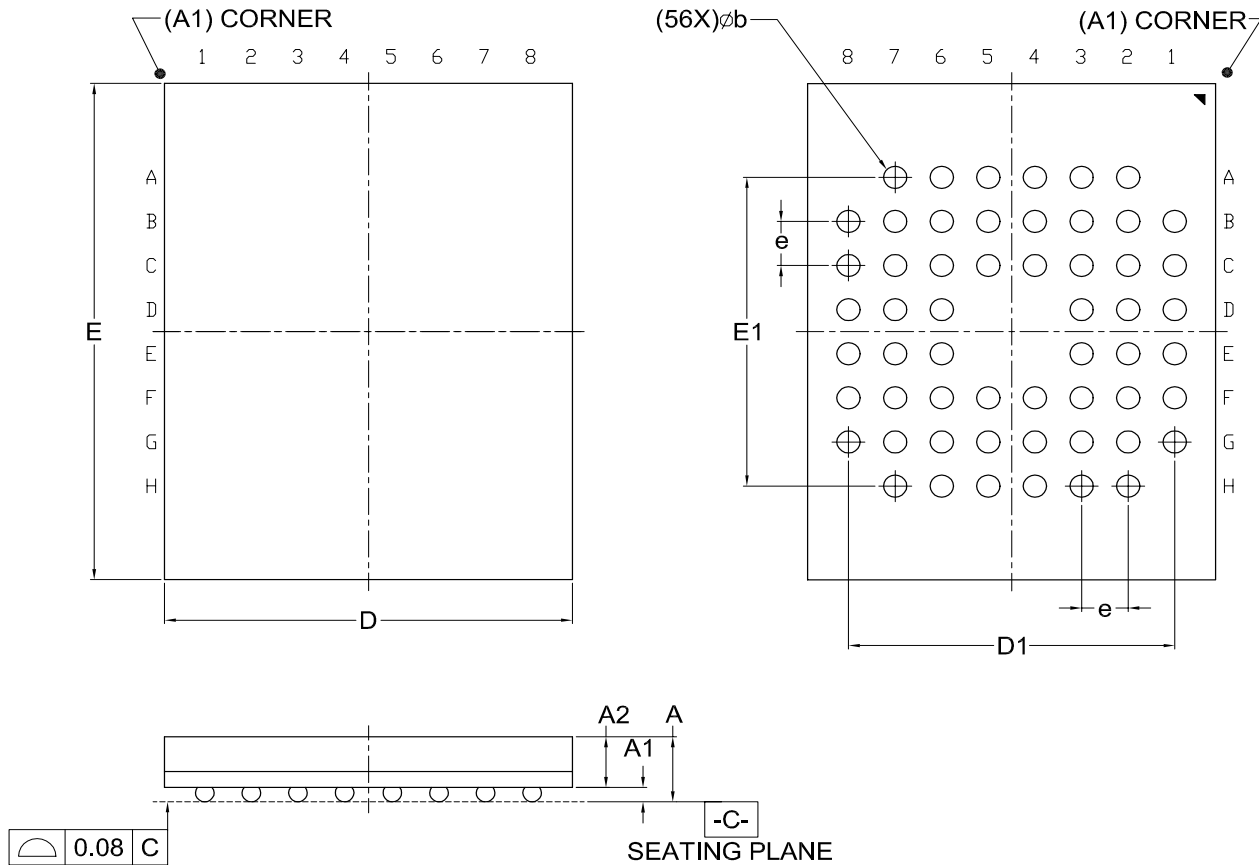 (A1) CORNER
(56X)⌀b
(A1) CORNER
1 2 3 4 5 6 7 8
8 7 6 5 4 3 2 1
A
B
C
D
E
F
G
H
E
D
A
B
C
D
E
F
G
H
e
E1
e
D1
A2
A
A1
-C-
0.08 C
SEATING PLANE